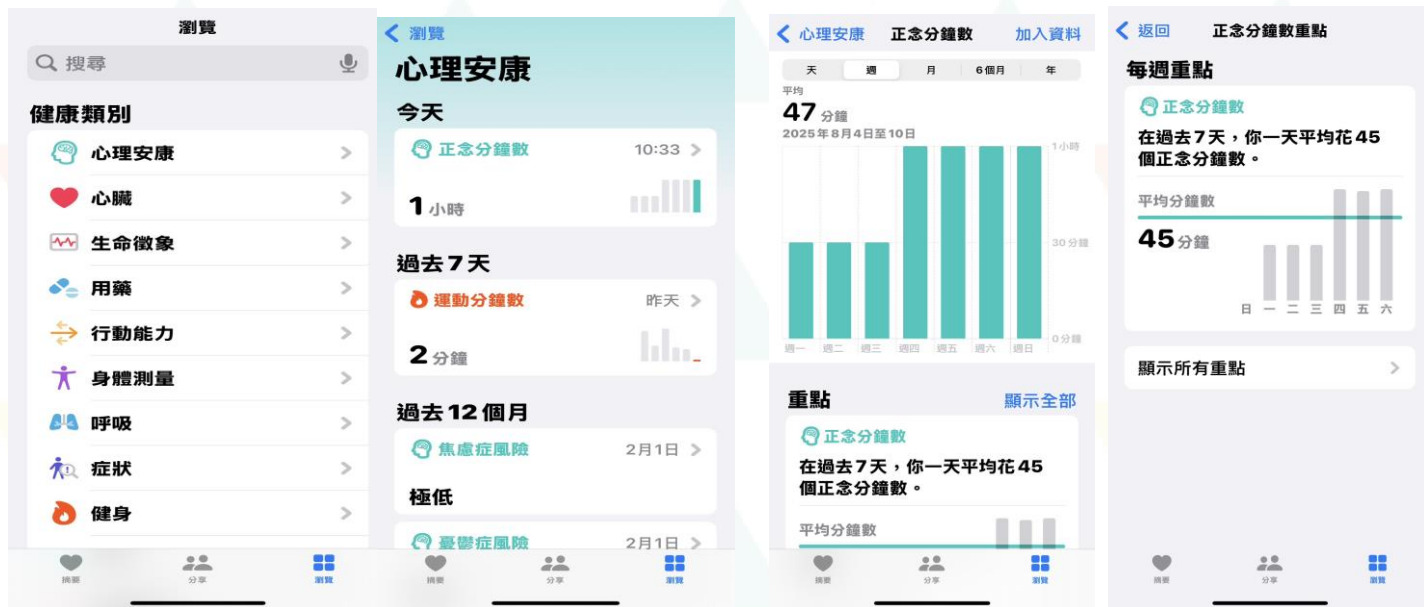 瀏覽
搜尋
健康類別
心理安康
心臟
生命徵象
用藥
行動能力
身體測量
呼吸
症狀
健身
摘要
分享
瀏覽
瀏覽
心理安康
今天
正念分鐘數 10:33
1 小時
過去7天
運動分鐘數 昨天
2 分鐘
過去12個月
焦慮症風險 2月1日
極低
憂鬱症風險 2月1日
摘要
分享
瀏覽
心理安康 正念分鐘數 加入資料
天 週 月 6個月 年
平均
47 分鐘
2025年8月4日至10日
1小時
30分鐘
0分鐘
週一 週二 週三 週四 週五 週六 週日
重點 顯示全部
正念分鐘數
在過去7天，你一天平均花45
個正念分鐘數。
平均分鐘數
摘要
分享
瀏覽
返回 正念分鐘數重點
每週重點
正念分鐘數
在過去7天，你一天平均花45
個正念分鐘數。
平均分鐘數
45 分鐘
日 一 二 三 四 五 六
顯示所有重點
摘要
分享
瀏覽